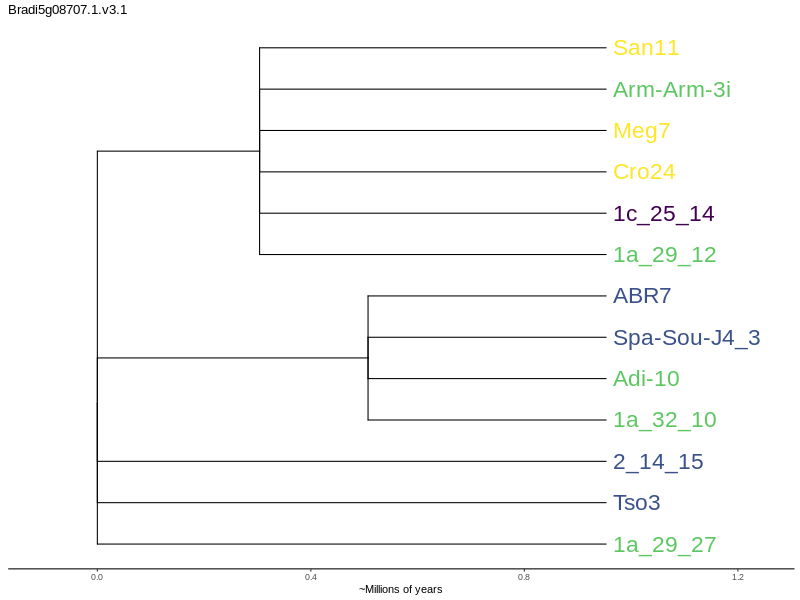 Bradi5g08707.1.v3.1
San11
Arm-Arm-3i
Meg7
Cro24
1c_25_14
1a_29_12
ABR7
Spa-Sou-J4_3
Adi-10
1a_32_10
2_14_15
Tso3
1a_29_27
0.0 0.4 0.8 1.2
~Millions of years